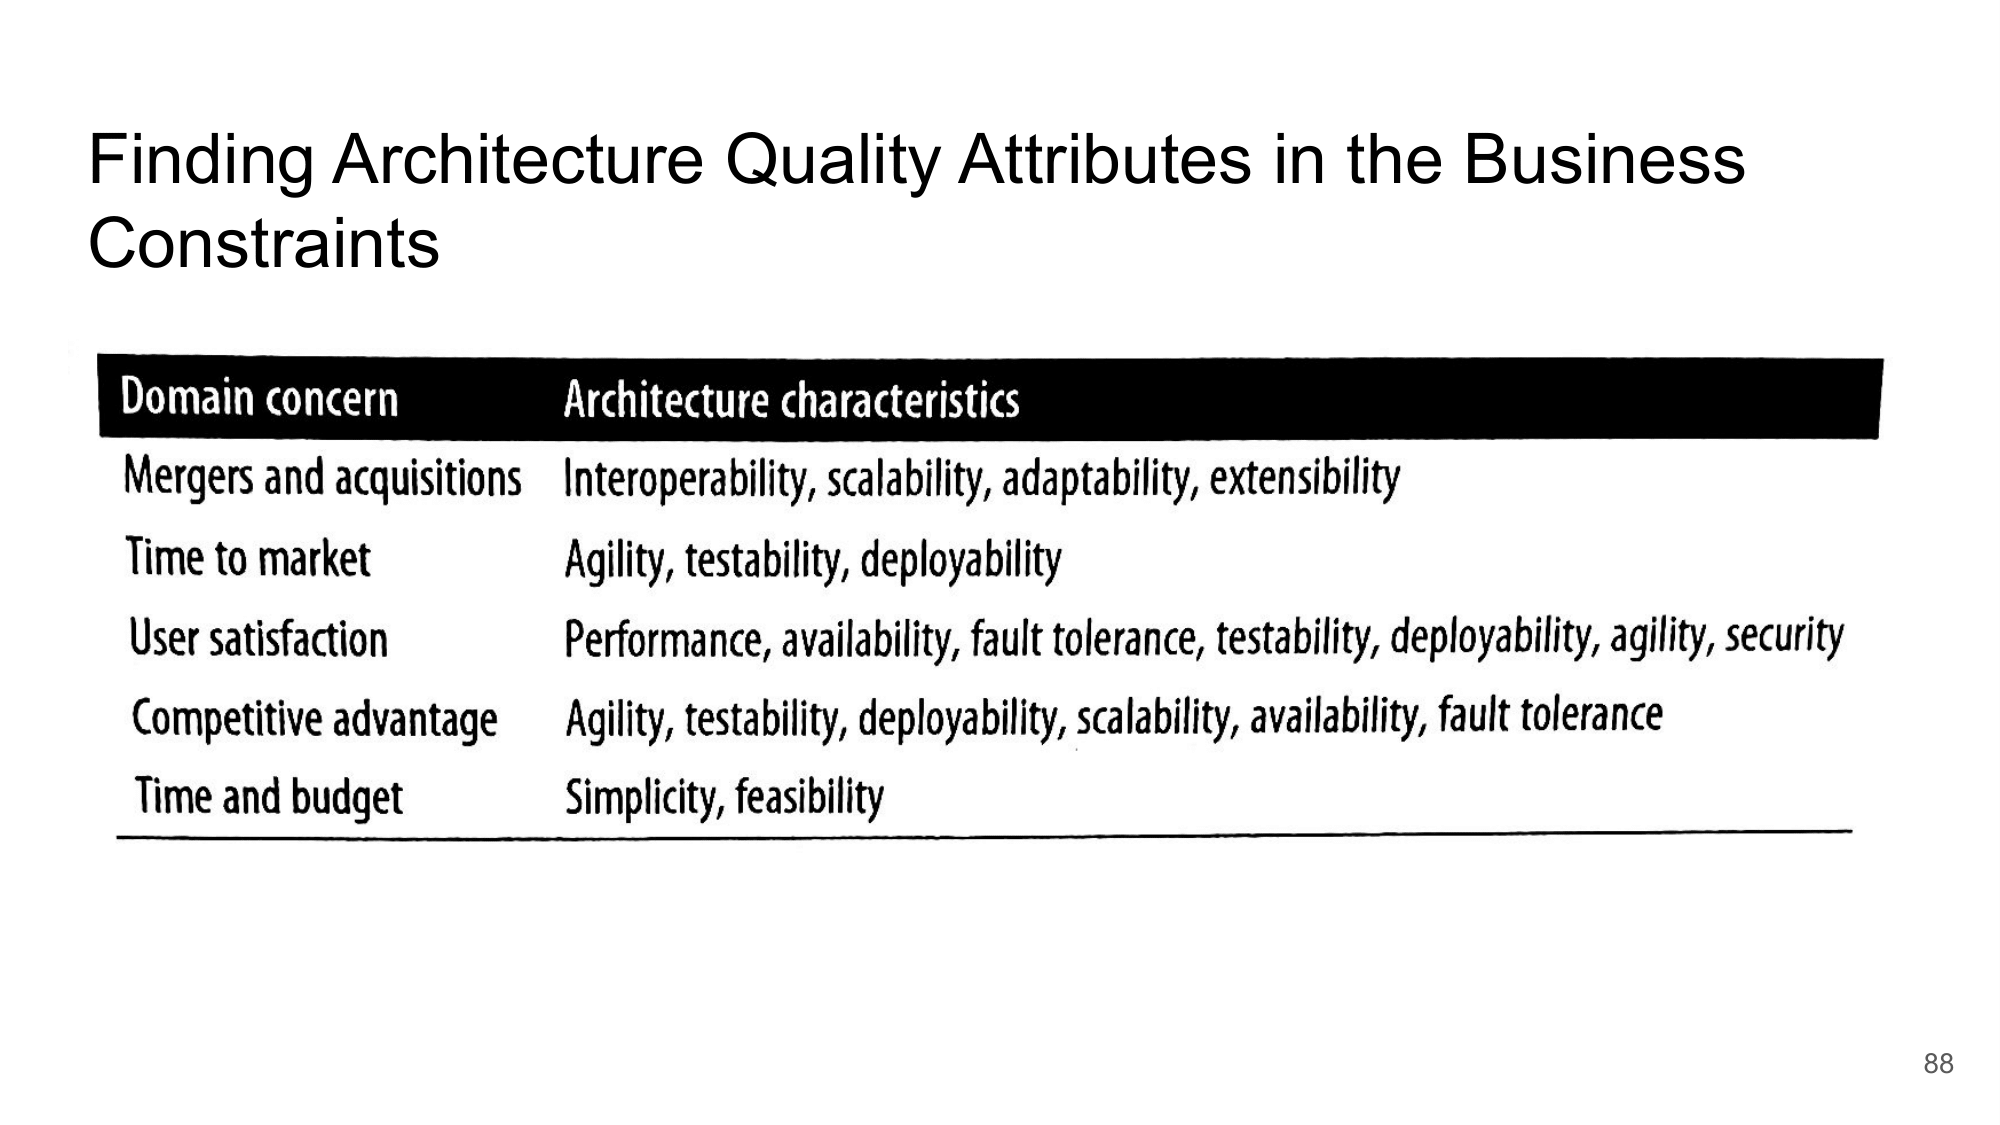 Finding Architecture Quality Attributes in the Business
Constraints
Domain concern Architecture characteristics
Mergers and acquisitions Interoperability, scalability, adaptability, extensibility
Time to market Agility, testability, deployability
User satisfaction Performance, availability, fault tolerance, testability, deployability, agility, security
Competitive advantage Agility, testability, deployability, scalability, availability, fault tolerance
Time and budget Simplicity, feasibility
88